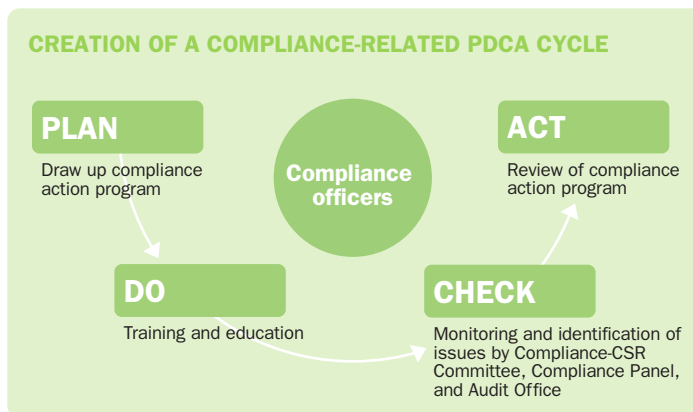 CREATION OF A COMPLIANCE-RELATED PDCA CYCLE
PLAN
Draw up compliance
action program
Compliance
officers
ACT
Review of compliance
action program
DO
Training and education
CHECK
Monitoring and identification of
issues by Compliance-CSR
Committee, Compliance Panel,
and Audit Office